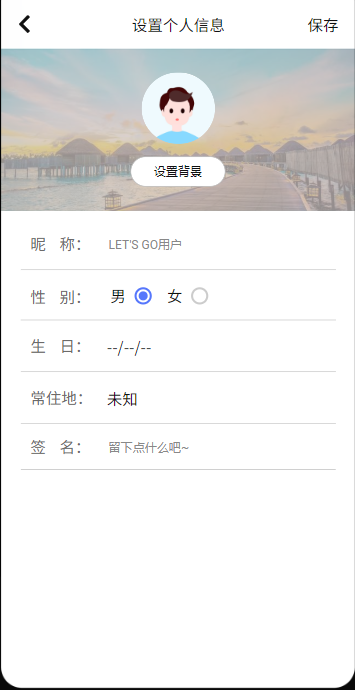 设置个人信息 保存
设置背景
昵 称： LET'S GO用户
性 别： 男 女
生 日： --/--/--
常住地： 未知
签 名： 留下点什么吧~